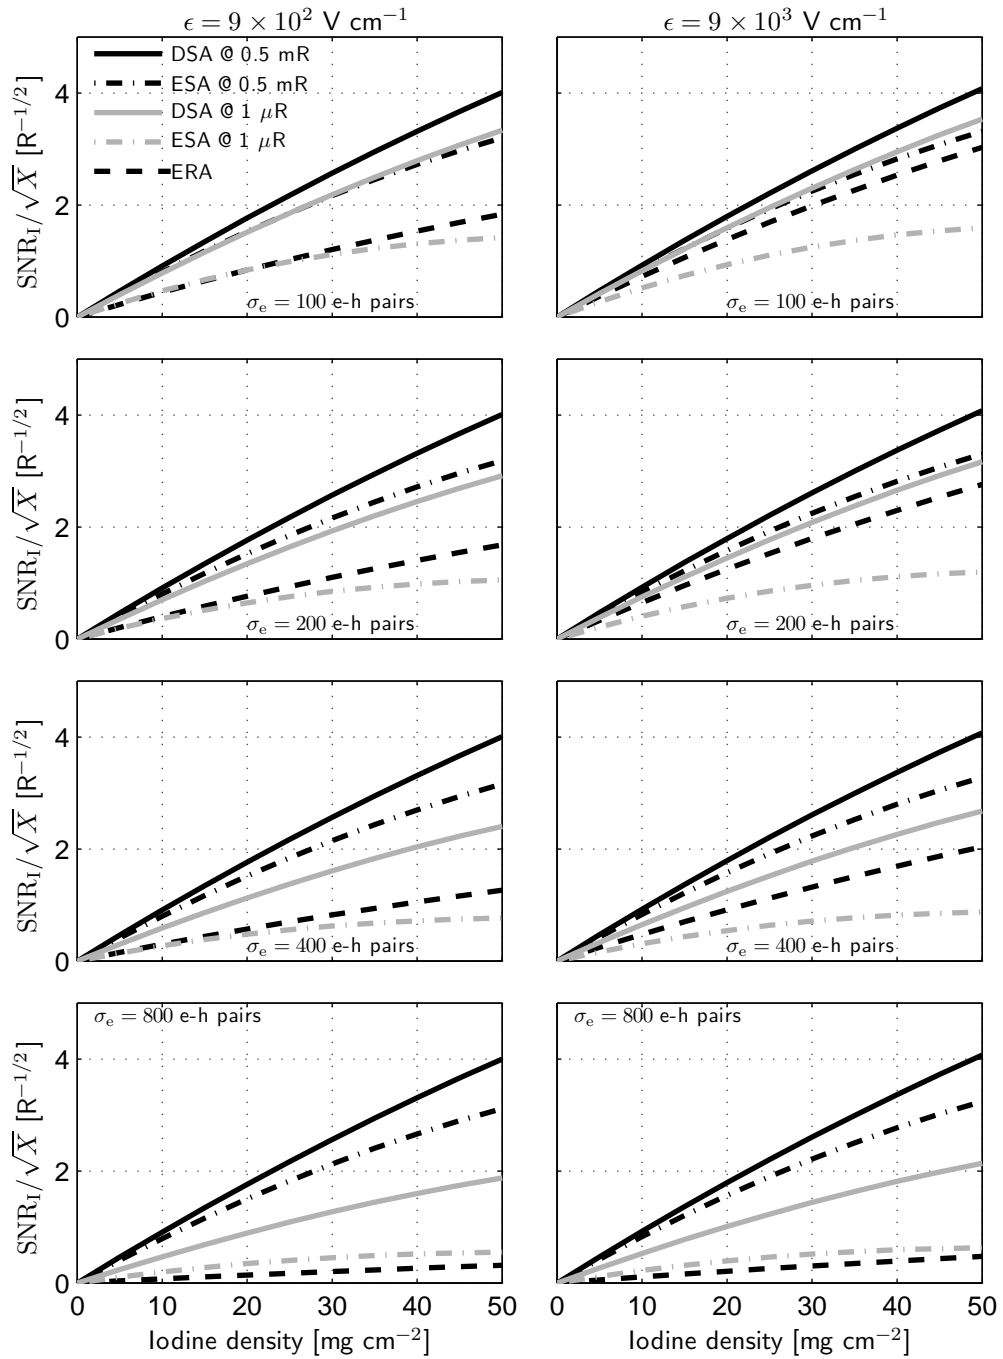 ϵ = 9 × 10² V cm⁻¹
ϵ = 9 × 10³ V cm⁻¹
DSA @ 0.5 mR
ESA @ 0.5 mR
DSA @ 1 μR
ESA @ 1 μR
ERA
SNR_I/√X [R^−1/2]
4
2
0
σ_e = 100 e-h pairs
σ_e = 100 e-h pairs
SNR_I/√X [R^−1/2]
4
2
0
σ_e = 200 e-h pairs
σ_e = 200 e-h pairs
SNR_I/√X [R^−1/2]
4
2
0
σ_e = 400 e-h pairs
σ_e = 400 e-h pairs
σ_e = 800 e-h pairs
σ_e = 800 e-h pairs
SNR_I/√X [R^−1/2]
4
2
0
0 10 20 30 40 50
0 10 20 30 40 50
Iodine density [mg cm⁻²]
Iodine density [mg cm⁻²]